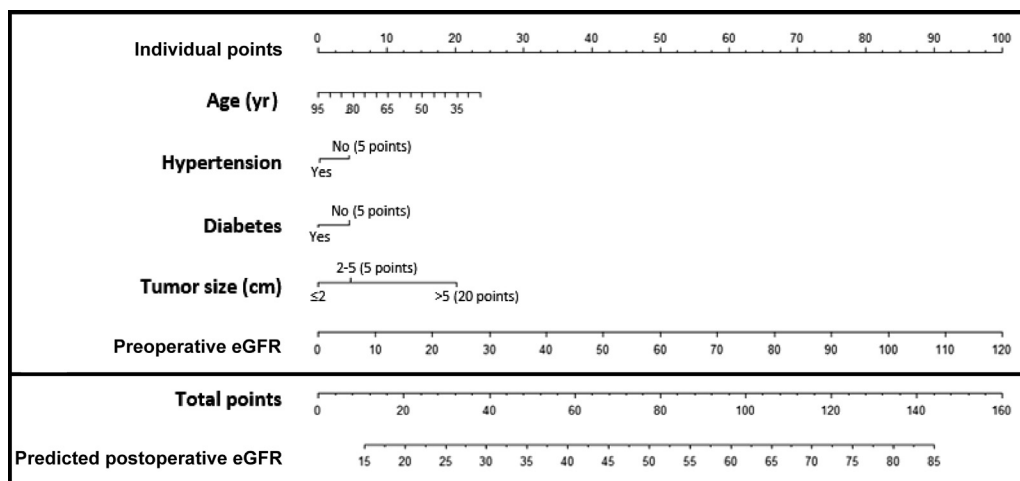 Individual points 0 10 20 30 40 50 60 70 80 90 100
Age (yr) 95 80 65 50 35
No (5 points)
Hypertension
Yes
No (5 points)
Diabetes
Yes
2-5 (5 points)
Tumor size (cm)
≤2 >5 (20 points)
Preoperative eGFR 0 10 20 30 40 50 60 70 80 90 100 110 120
Total points 0 20 40 60 80 100 120 140 160
Predicted postoperative eGFR 15 20 25 30 35 40 45 50 55 60 65 70 75 80 85